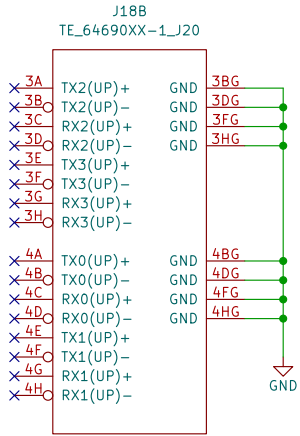 J18B
TE_64690XX-1_J20
3A TX2(UP)+ GND 3BG
3B TX2(UP)- GND 3DG
3C RX2(UP)+ GND 3FG
3D RX2(UP)- GND 3HG
3E TX3(UP)+
3F TX3(UP)-
3G RX3(UP)+
3H RX3(UP)-
4A TX0(UP)+ GND 4BG
4B TX0(UP)- GND 4DG
4C RX0(UP)+ GND 4FG
4D RX0(UP)- GND 4HG
4E TX1(UP)+
4F TX1(UP)-
4G RX1(UP)+
GND
4H RX1(UP)-